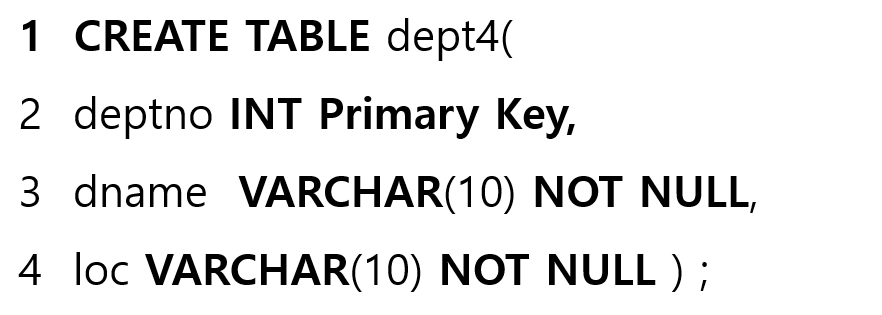 1 CREATE TABLE dept4(
2 deptno INT Primary Key,
3 dname VARCHAR(10) NOT NULL,
4 loc VARCHAR(10) NOT NULL ) ;